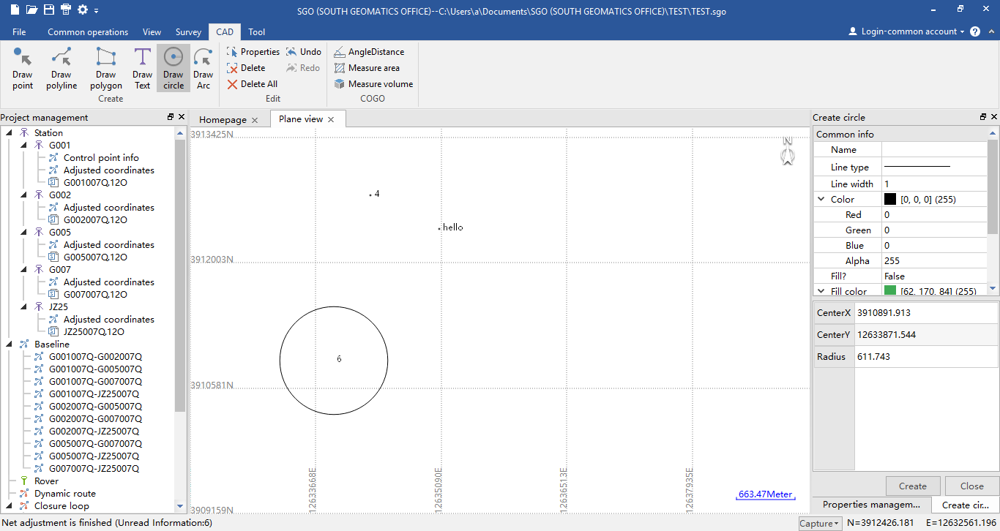 SGO (SOUTH GEOMATICS OFFICE)--C:\Users\a\Documents\SGO (SOUTH GEOMATICS OFFICE)\TEST\TEST.sgo
File Common operations View Survey CAD Tool Login-common account
Draw point
Draw polyline
Draw polygon
Draw Text
Draw circle
Draw Arc
Create
Properties Undo
Delete Redo
Delete All
Edit
AngleDistance
Measure area
Measure volume
COGO
Project management
Station
G001
Control point info
Adjusted coordinates
G001007Q.12O
G002
Adjusted coordinates
G002007Q.12O
G005
Adjusted coordinates
G005007Q.12O
G007
Adjusted coordinates
G007007Q.12O
JZ25
Adjusted coordinates
JZ25007Q.12O
Baseline
G001007Q-G002007Q
G001007Q-G005007Q
G001007Q-G007007Q
G001007Q-JZ25007Q
G002007Q-G005007Q
G002007Q-G007007Q
G002007Q-JZ25007Q
G005007Q-G007007Q
G005007Q-JZ25007Q
G007007Q-JZ25007Q
Rover
Dynamic route
Closure loop
Homepage Plane view
3913425N
N
4
hello
3912003N
6
3910581N
3909159N
12633668E
12635090E
12636513E
12637935E
663.47Meter
Create circle
Common info
Name
Line type
Line width 1
Color [0, 0, 0] (255)
Red 0
Green 0
Blue 0
Alpha 255
Fill? False
Fill color [62, 170, 84] (255)
CenterX 3910891.913
CenterY 12633871.544
Radius 611.743
Create Close
Properties managem... Create cir...
Net adjustment is finished (Unread Information:6)
Capture N=3912426.181 E=12632561.196